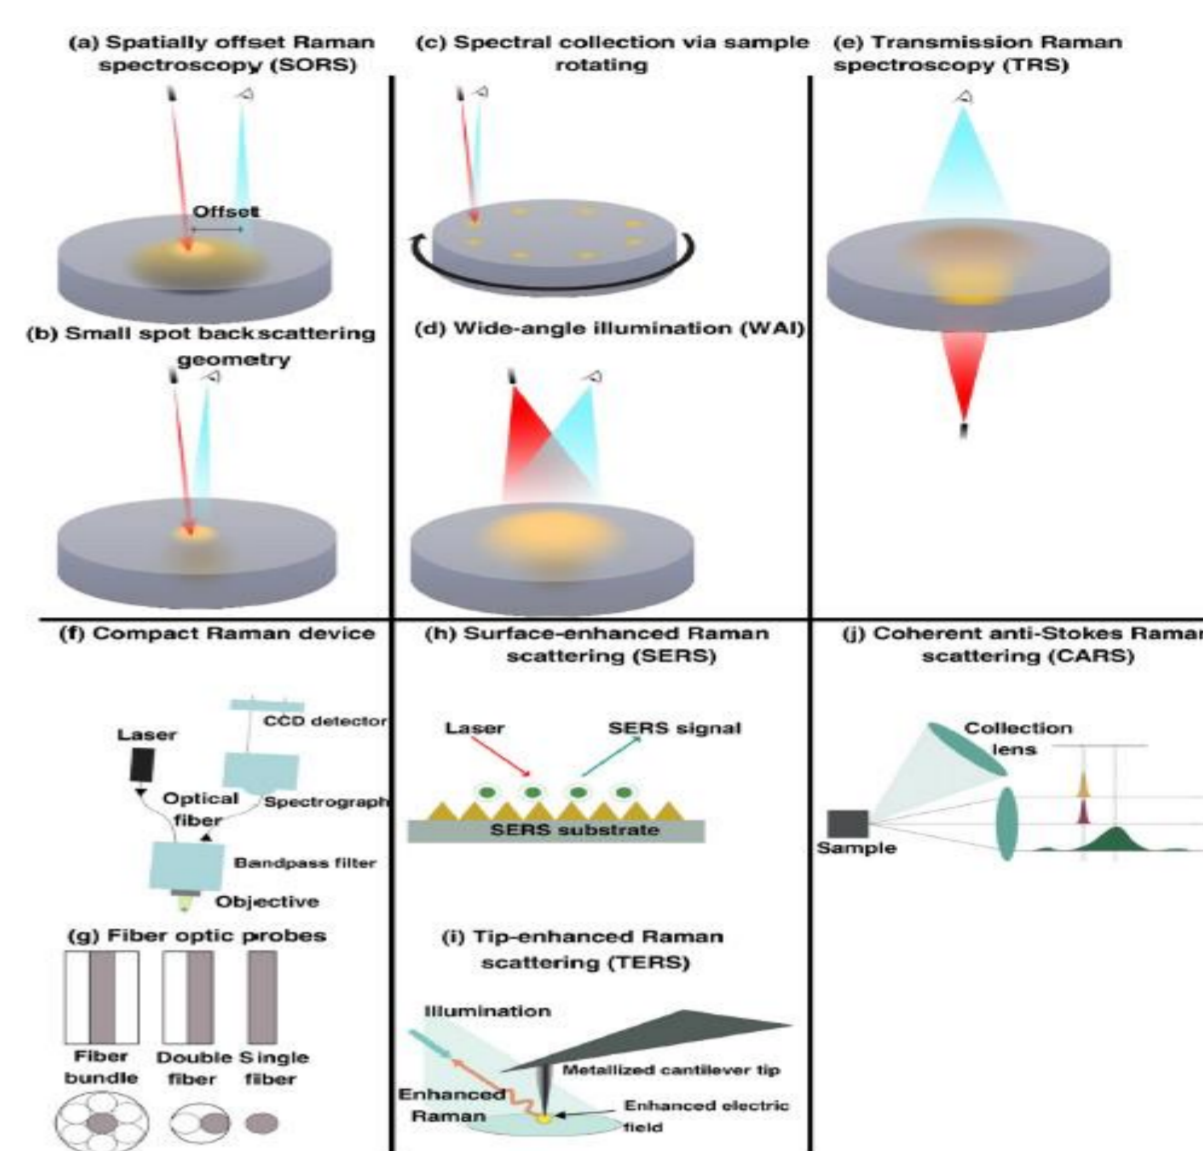 (a) Spatially offset Raman
spectroscopy (SORS)
Offset
(b) Small spot backscattering
geometry
(c) Spectral collection via sample
rotating
(d) Wide-angle illumination (WAI)
(e) Transmission Raman
spectroscopy (TRS)
(f) Compact Raman device
CCD detector
Laser
Optical
fiber
Spectrograph
Bandpass filter
Objective
(g) Fiber optic probes
Fiber
bundle
Double
fiber
Single
fiber
(h) Surface-enhanced Raman
scattering (SERS)
Laser
SERS signal
SERS substrate
(i) Tip-enhanced Raman
scattering (TERS)
Illumination
Metallized cantilever tip
Enhanced
Raman
Enhanced electric
field
(j) Coherent anti-Stokes Raman
scattering (CARS)
Collection
lens
Sample